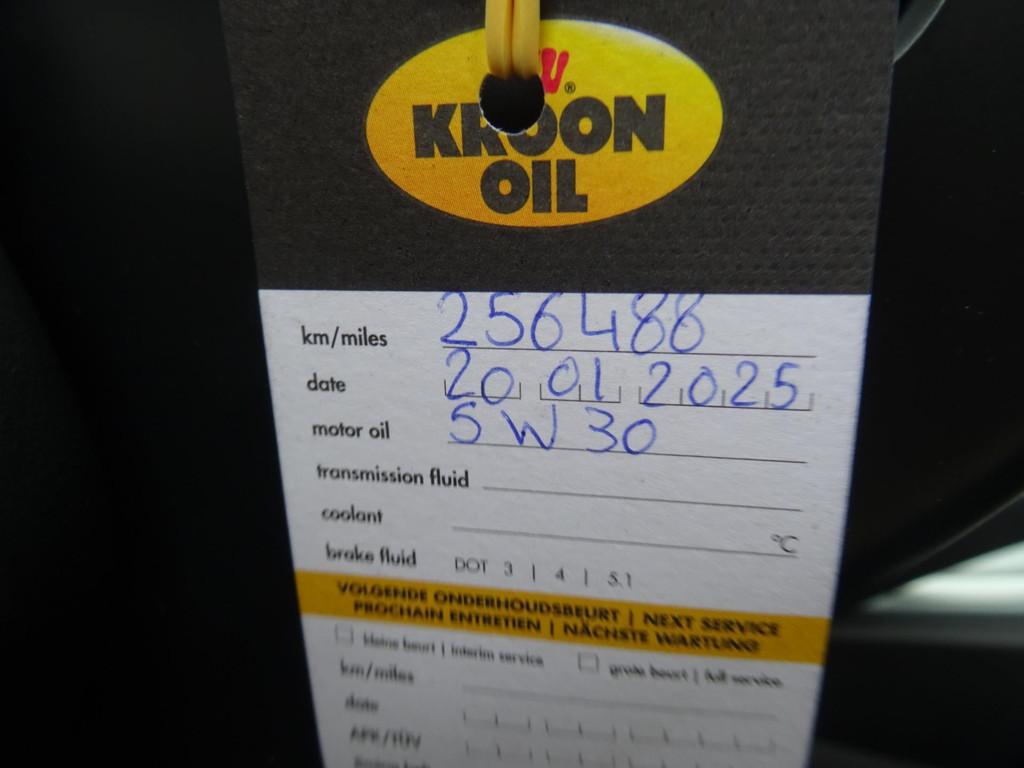 KROON
OIL
km/miles 256488
date 20 01 2025
motor oil 5W30
transmission fluid
coolant °C
brake fluid DOT 3 | 4 | 5.1
VOLGENDE ONDERHOUDSBEURT | NEXT SERVICE
PROCHAIN ENTRETIEN | NÄCHSTE WARTUNG
kleine beurt | interim service grote beurt | full service
km/miles
date
APK/TÜV